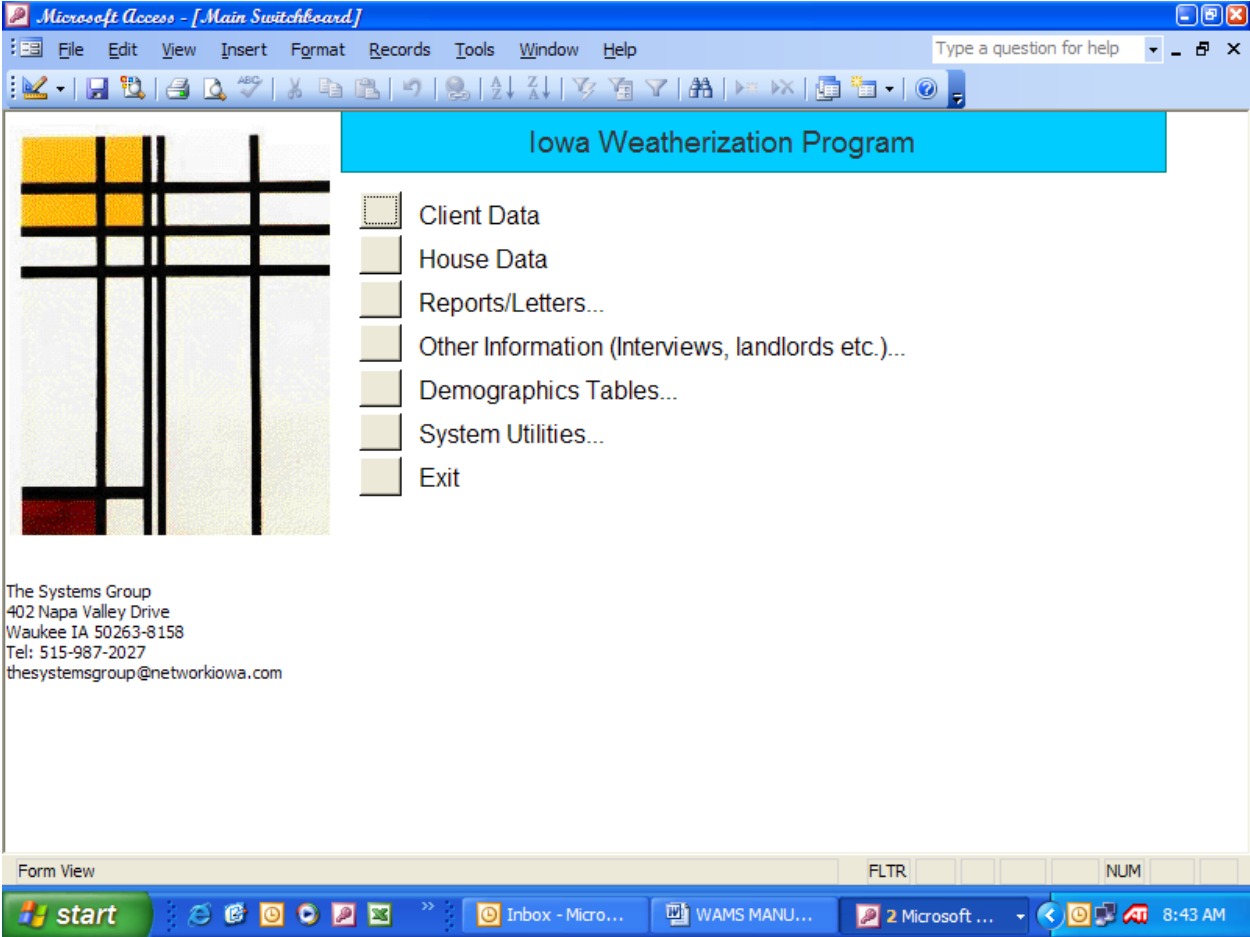 Microsoft Access - [Main Switchboard]
File Edit View Insert Format Records Tools Window Help Type a question for help
Iowa Weatherization Program
Client Data
House Data
Reports/Letters...
Other Information (Interviews, landlords etc.)...
Demographics Tables...
System Utilities...
Exit
The Systems Group
402 Napa Valley Drive
Waukee IA 50263-8158
Tel: 515-987-2027
thesystemsgroup@networkiowa.com
Form View FLTR NUM
start Inbox - Micro... WAMS MANU... 2 Microsoft ... 8:43 AM